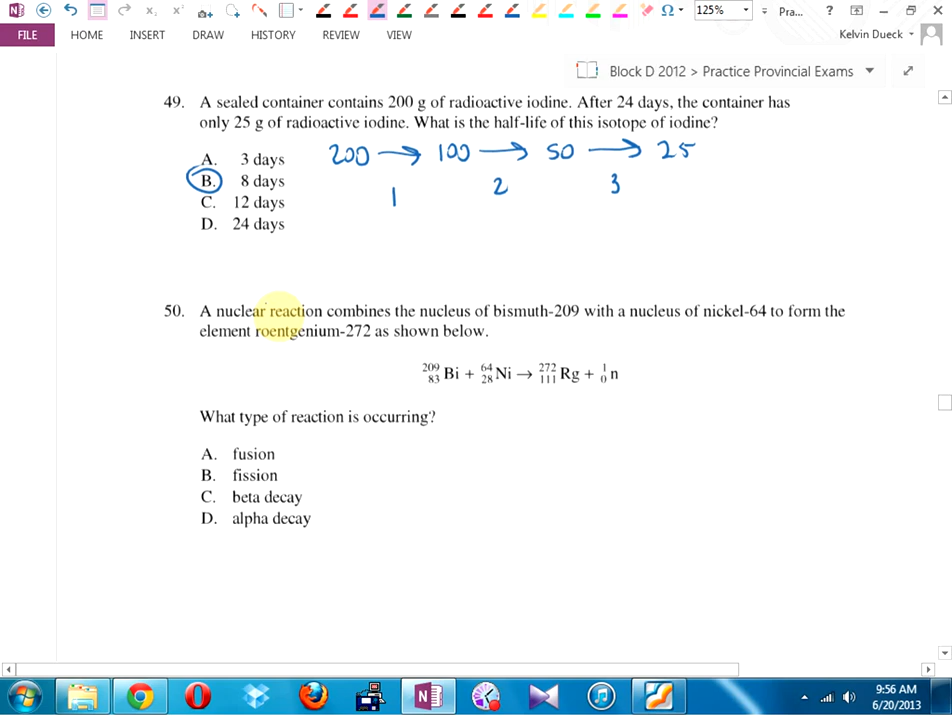 125%
Pra...
?
FILE HOME INSERT DRAW HISTORY REVIEW VIEW
Kelvin Dueck
Block D 2012 > Practice Provincial Exams
49. A sealed container contains 200 g of radioactive iodine. After 24 days, the container has
only 25 g of radioactive iodine. What is the half-life of this isotope of iodine?
200 → 100 → 50 → 25
1 2 3
A. 3 days
B. 8 days
C. 12 days
D. 24 days
50. A nuclear reaction combines the nucleus of bismuth-209 with a nucleus of nickel-64 to form the
element roentgenium-272 as shown below.
²⁰⁹₈₃Bi + ⁶⁴₂₈Ni → ²⁷²₁₁₁Rg + ¹₀n
What type of reaction is occurring?
A. fusion
B. fission
C. beta decay
D. alpha decay
9:56 AM
6/20/2013